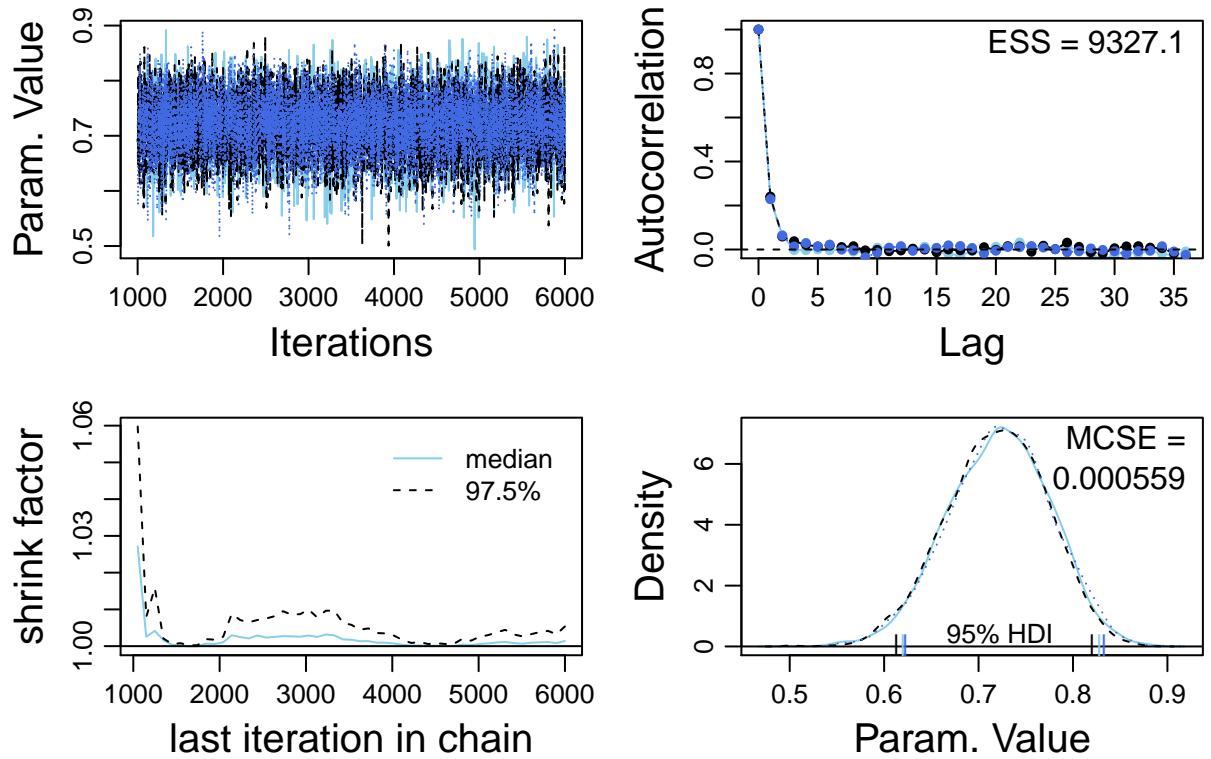 Param. Value
0.5 0.7 0.9
1000 2000 3000 4000 5000 6000
Iterations
Autocorrelation
0.0 0.4 0.8
ESS = 9327.1
0 5 10 15 20 25 30 35
Lag
shrink factor
1.00 1.03 1.06
median
97.5%
1000 2000 3000 4000 5000 6000
last iteration in chain
Density
0 2 4 6
MCSE =
0.000559
95% HDI
0.5 0.6 0.7 0.8 0.9
Param. Value